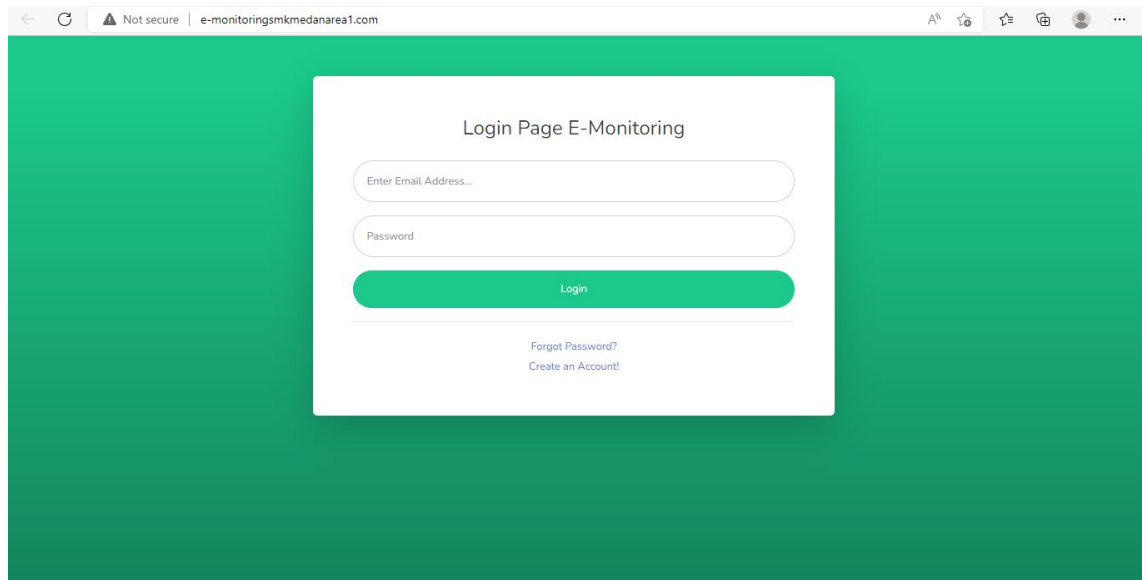 Not secure | e-monitoringsmkmedanarea1.com
Login Page E-Monitoring
Enter Email Address...
Password
Login
Forgot Password?
Create an Account!